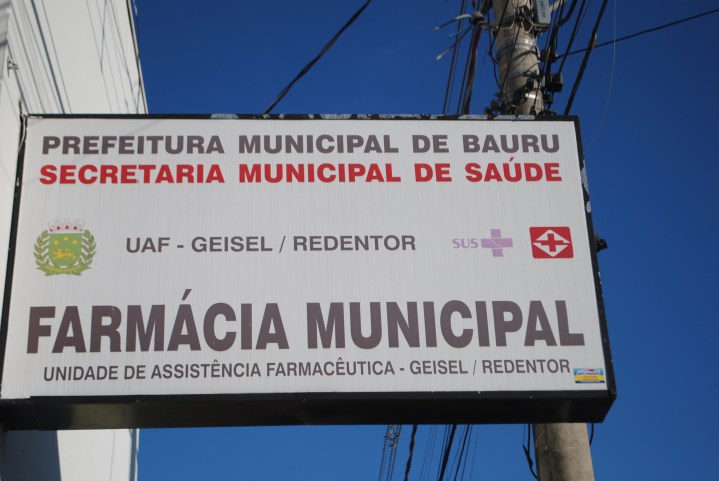 PREFEITURA MUNICIPAL DE BAURU
SECRETARIA MUNICIPAL DE SAÚDE
UAF - GEISEL / REDENTOR
SUS
FARMÁCIA MUNICIPAL
UNIDADE DE ASSISTÊNCIA FARMACÊUTICA - GEISEL / REDENTOR